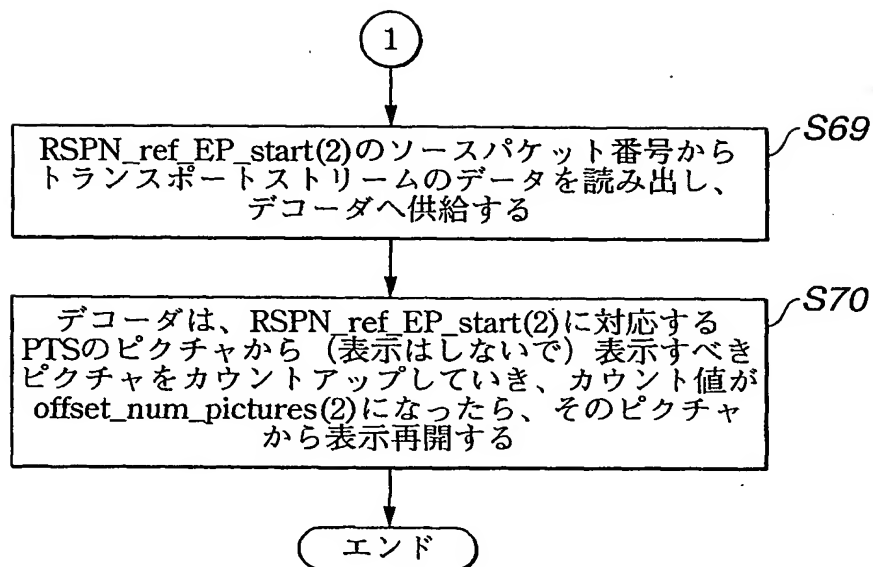 1
S69
RSPN_ref_EP_start(2)のソースパケット番号から
トランスポートストリームのデータを読み出し、
デコーダへ供給する
S70
デコーダは、RSPN_ref_EP_start(2)に対応する
PTSのピクチャから（表示はしないで）表示すべき
ピクチャをカウントアップしていき、カウント値が
offset_num_pictures(2)になったら、そのピクチャ
から表示再開する
エンド